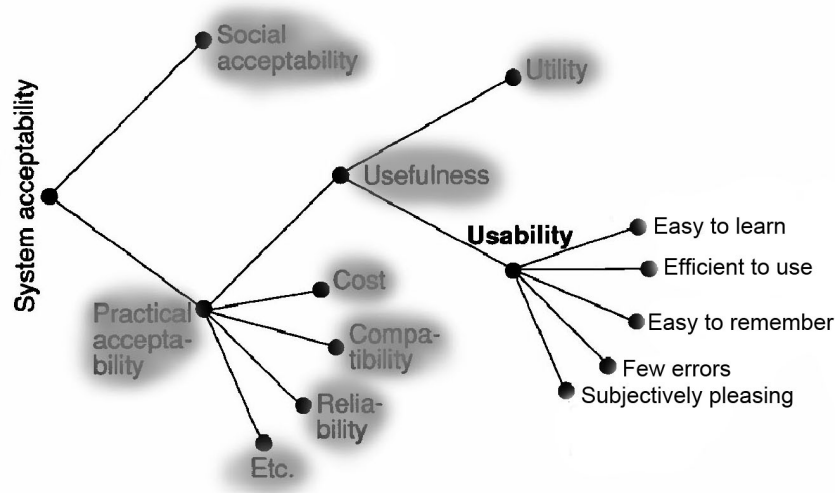 System acceptability
Social
acceptability
Utility
Usefulness
Usability
Easy to learn
Efficient to use
Easy to remember
Few errors
Subjectively pleasing
Practical
accepta-
bility
Cost
Compa-
tibility
Relia-
bility
Etc.